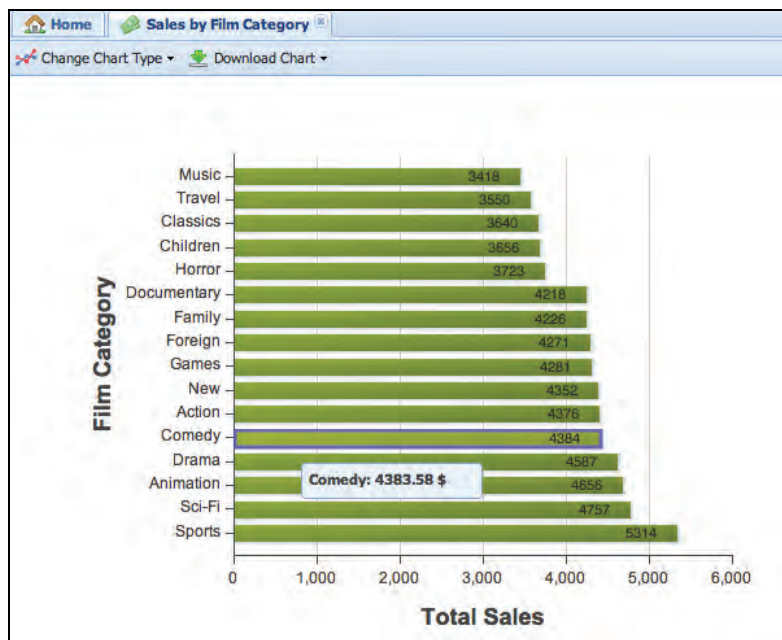 Home Sales by Film Category
Change Chart Type Download Chart
Film Category
Music 3418
Travel 3550
Classics 3640
Children 3656
Horror 3723
Documentary 4218
Family 4226
Foreign 4271
Games 4281
New 4352
Action 4376
Comedy 4384
Drama 4587
Comedy: 4383.58 $
Animation 4656
Sci-Fi 4757
Sports 5314
0 1,000 2,000 3,000 4,000 5,000 6,000
Total Sales